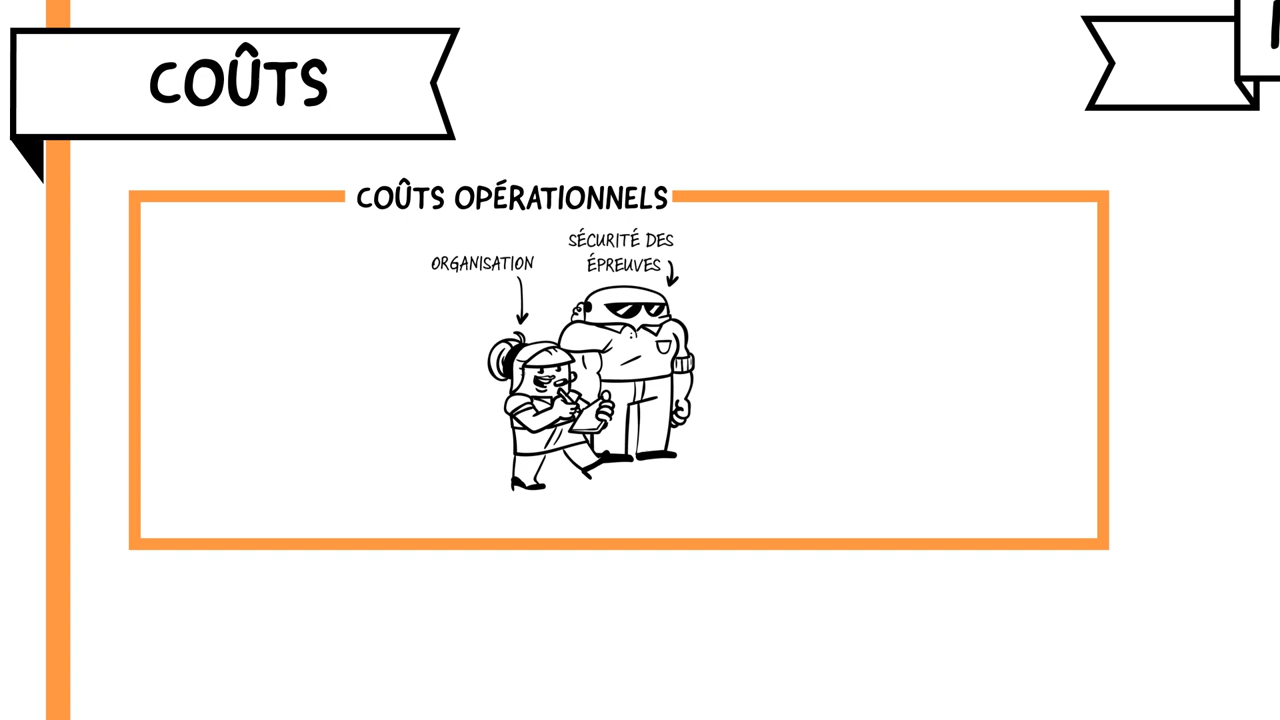 COÛTS
COÛTS OPÉRATIONNELS
SÉCURITÉ DES
ÉPREUVES
ORGANISATION